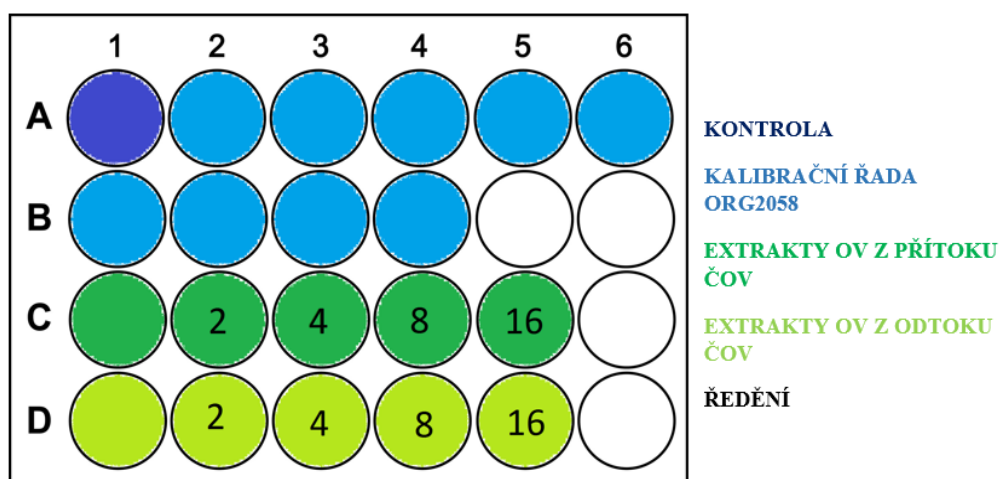 1 2 3 4 5 6
A
B
C 2 4 8 16
D 2 4 8 16
KONTROLA
KALIBRAČNÍ ŘADA
ORG2058
EXTRAKTY OV Z PŘÍTOKU
ČOV
EXTRAKTY OV Z ODTOKU
ČOV
ŘEDĚNÍ